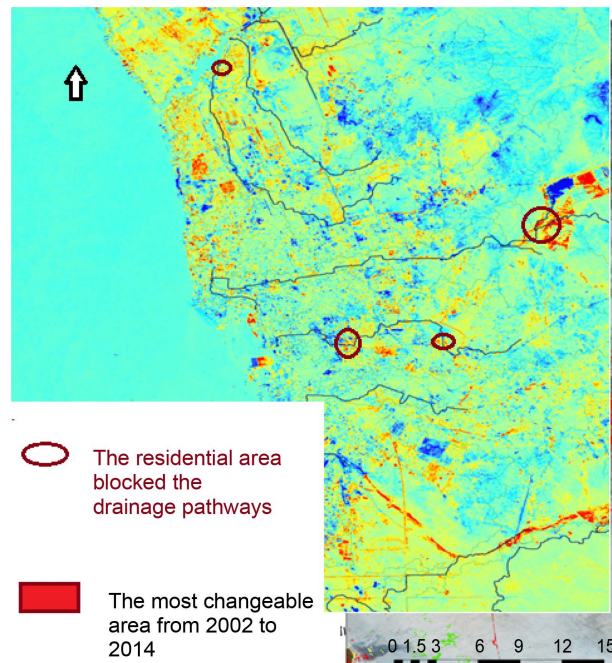 The residential area
blocked the
drainage pathways
The most changeable
area from 2002 to
2014
0 1.5 3 6 9 12 15